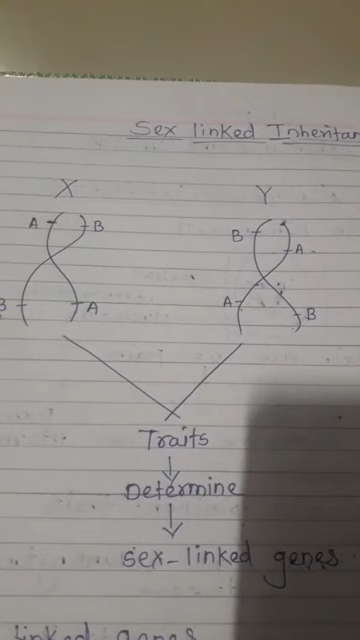 Sex linked Inheritan
X Y
A B B A
B A A B
Traits
Determine
sex-linked genes
linked genes